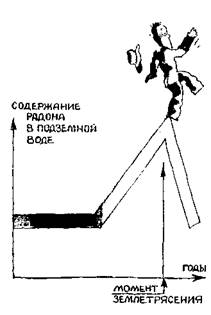 СОДЕРЖАНИЕ
РАДОНА
В ПОДЗЕМНОЙ
ВОДЕ
ГОДЫ
МОМЕНТ
ЗЕМЛЕТРЯСЕНИЯ